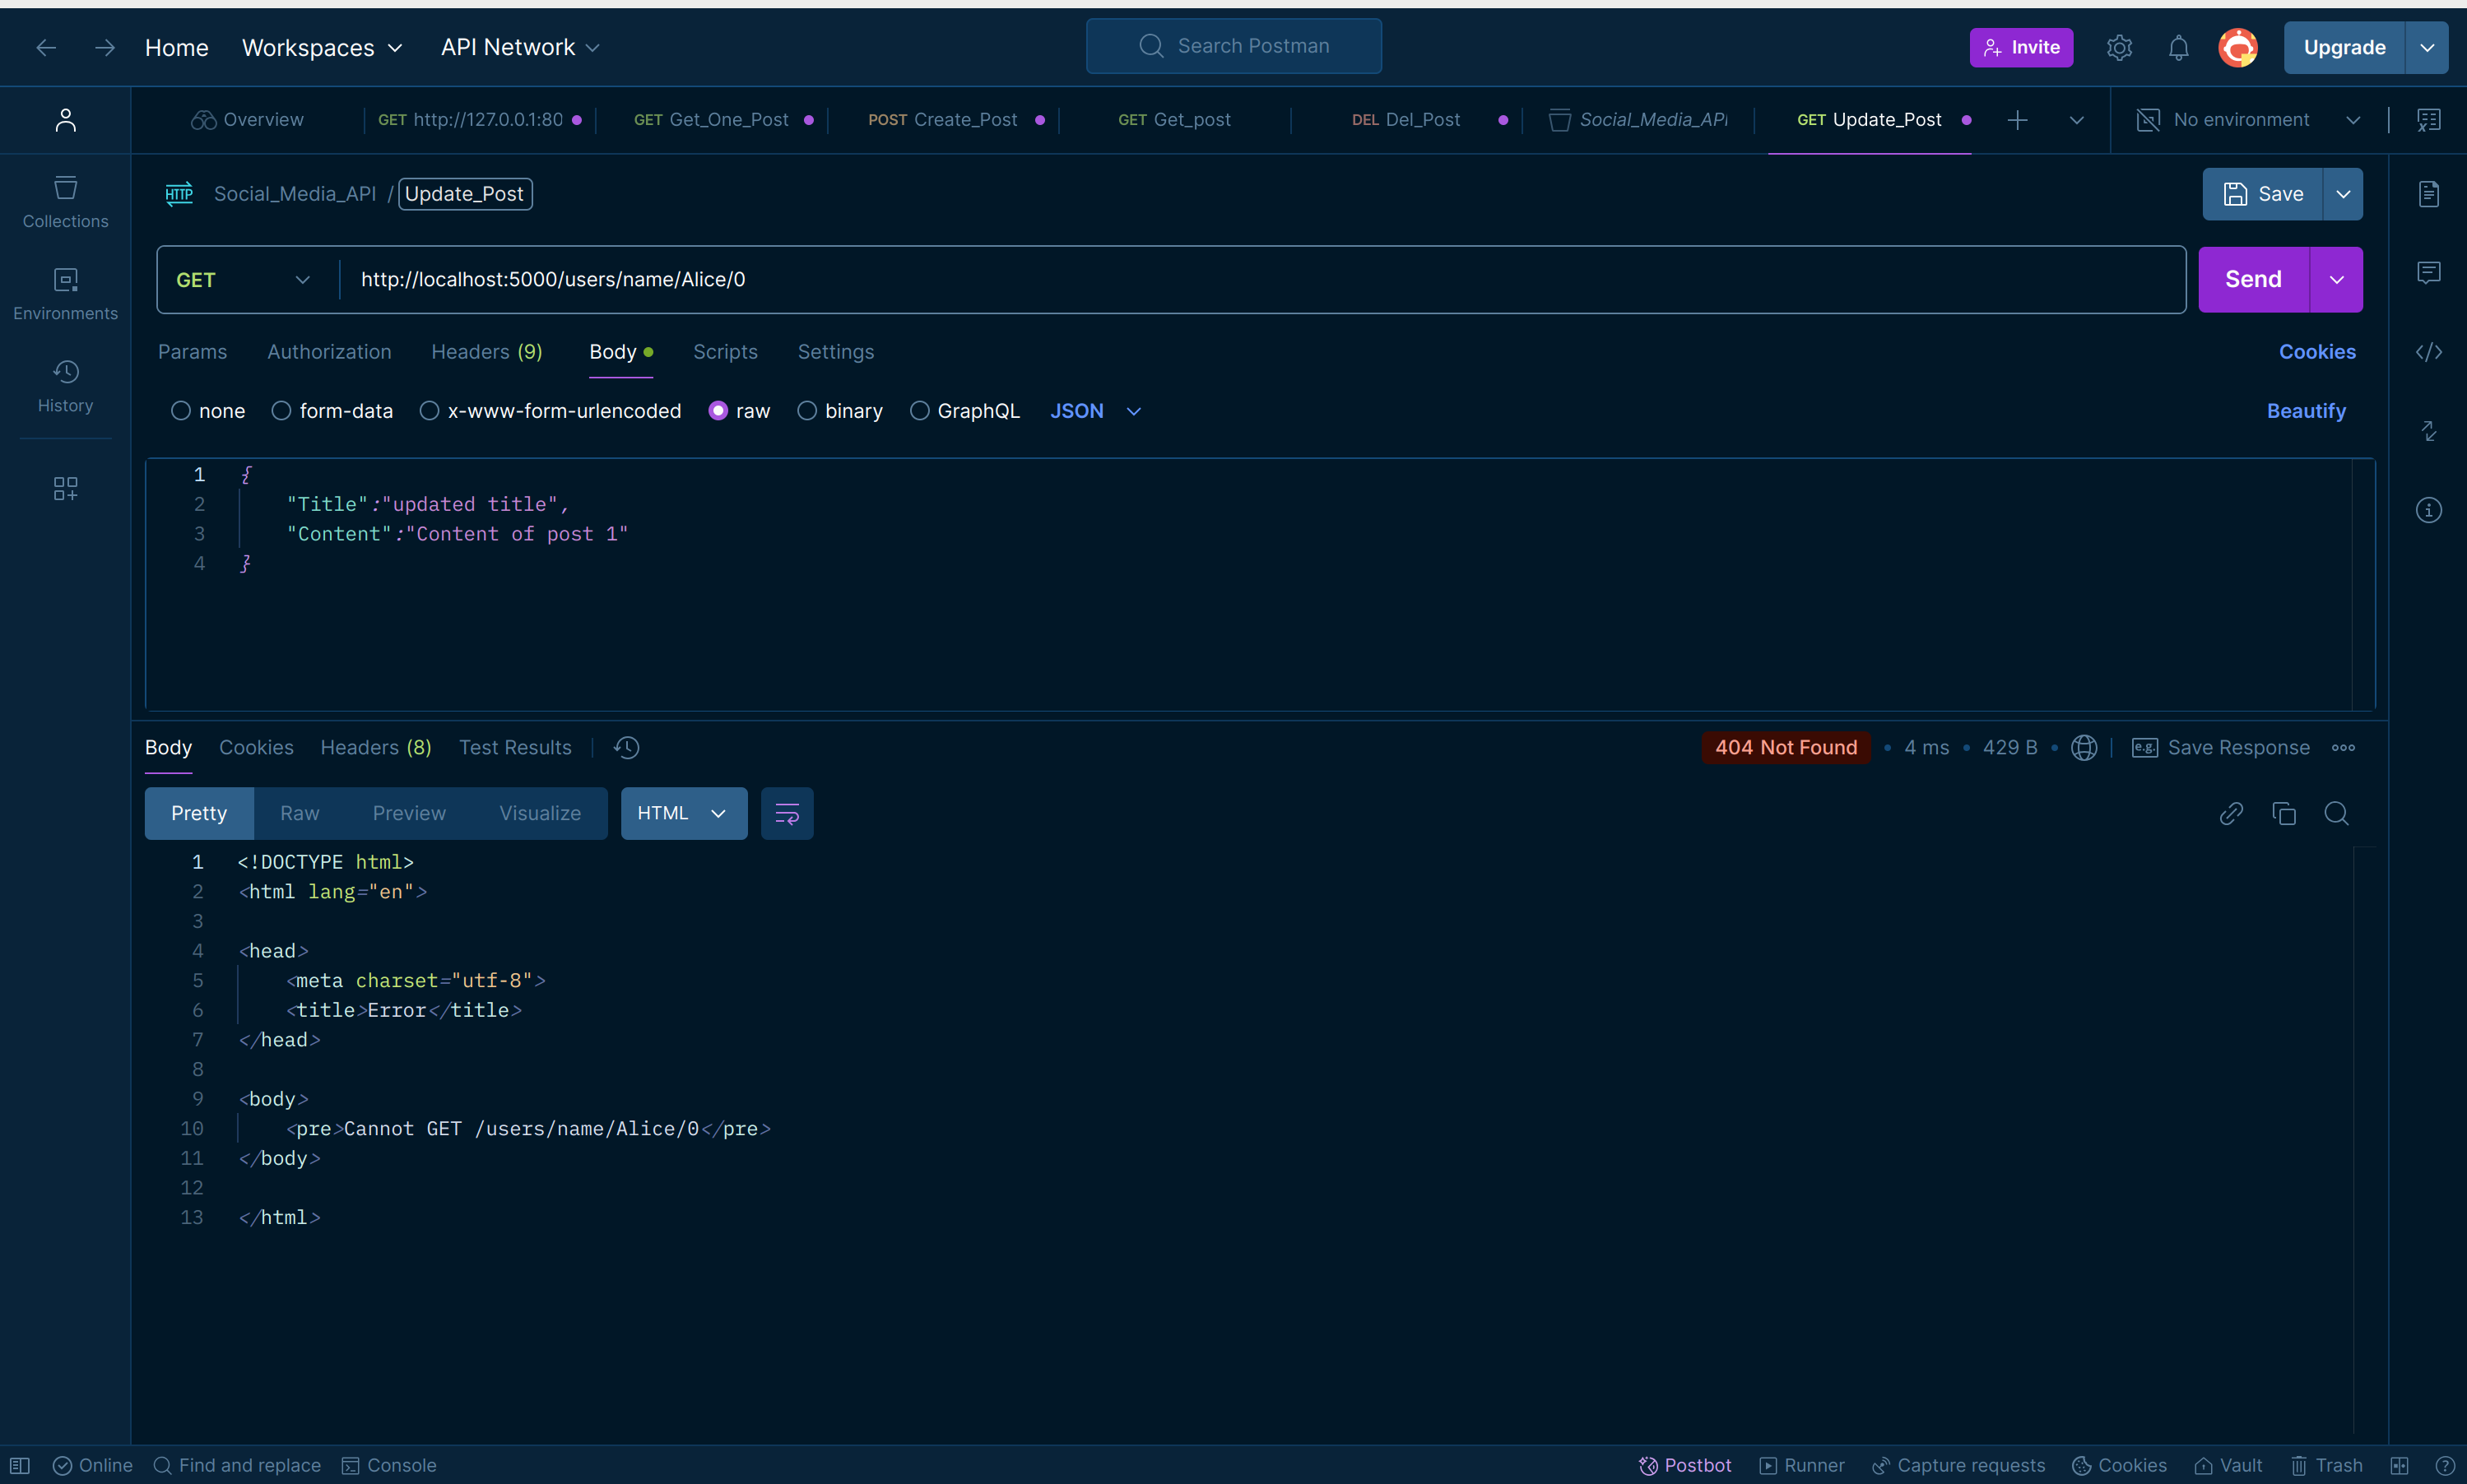 Home Workspaces API Network Search Postman Invite Upgrade
Overview GET http://127.0.0.1:80 GET Get_One_Post POST Create_Post GET Get_post DEL Del_Post Social_Media_API GET Update_Post No environment
HTTP Social_Media_API / Update_Post Save
Collections
Environments
History
GET http://localhost:5000/users/name/Alice/0 Send
Params Authorization Headers (9) Body Scripts Settings Cookies
none form-data x-www-form-urlencoded raw binary GraphQL JSON Beautify
1 {
2 "Title":"updated title",
3 "Content":"Content of post 1"
4 }
Body Cookies Headers (8) Test Results 404 Not Found • 4 ms • 429 B • e.g. Save Response
Pretty Raw Preview Visualize HTML
1 <!DOCTYPE html>
2 <html lang="en">
3
4 <head>
5 <meta charset="utf-8">
6 <title>Error</title>
7 </head>
8
9 <body>
10 <pre>Cannot GET /users/name/Alice/0</pre>
11 </body>
12
13 </html>
Online Find and replace Console Postbot Runner Capture requests Cookies Vault Trash